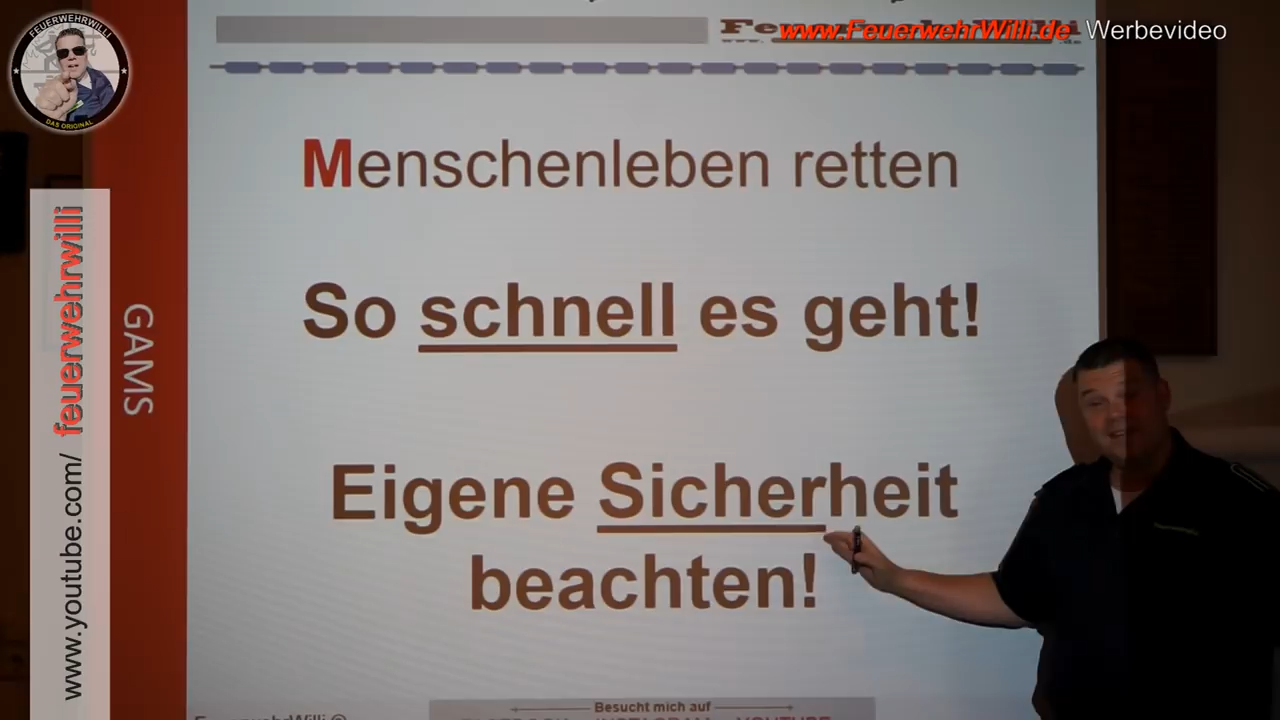 FEUERWEHRWILLI
DAS ORIGINAL
www.FeuerwehrWilli.de Werbevideo
Menschenleben retten
So schnell es geht!
Eigene Sicherheit
beachten!
GAMS
www.youtube.com/ feuerwehrwilli
Besucht mich auf